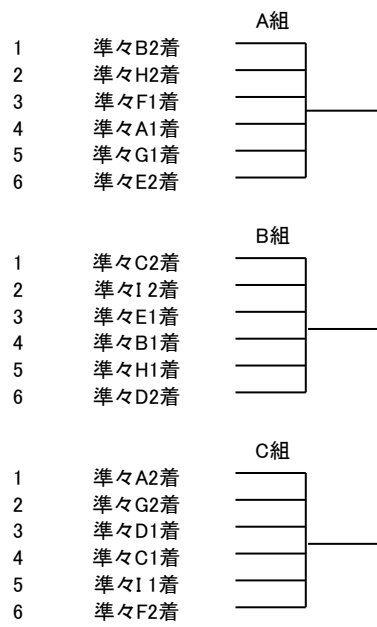 A組
1 準々B2着
2 準々H2着
3 準々F1着
4 準々A1着
5 準々G1着
6 準々E2着
B組
1 準々C2着
2 準々I 2着
3 準々E1着
4 準々B1着
5 準々H1着
6 準々D2着
C組
1 準々A2着
2 準々G2着
3 準々D1着
4 準々C1着
5 準々I 1着
6 準々F2着